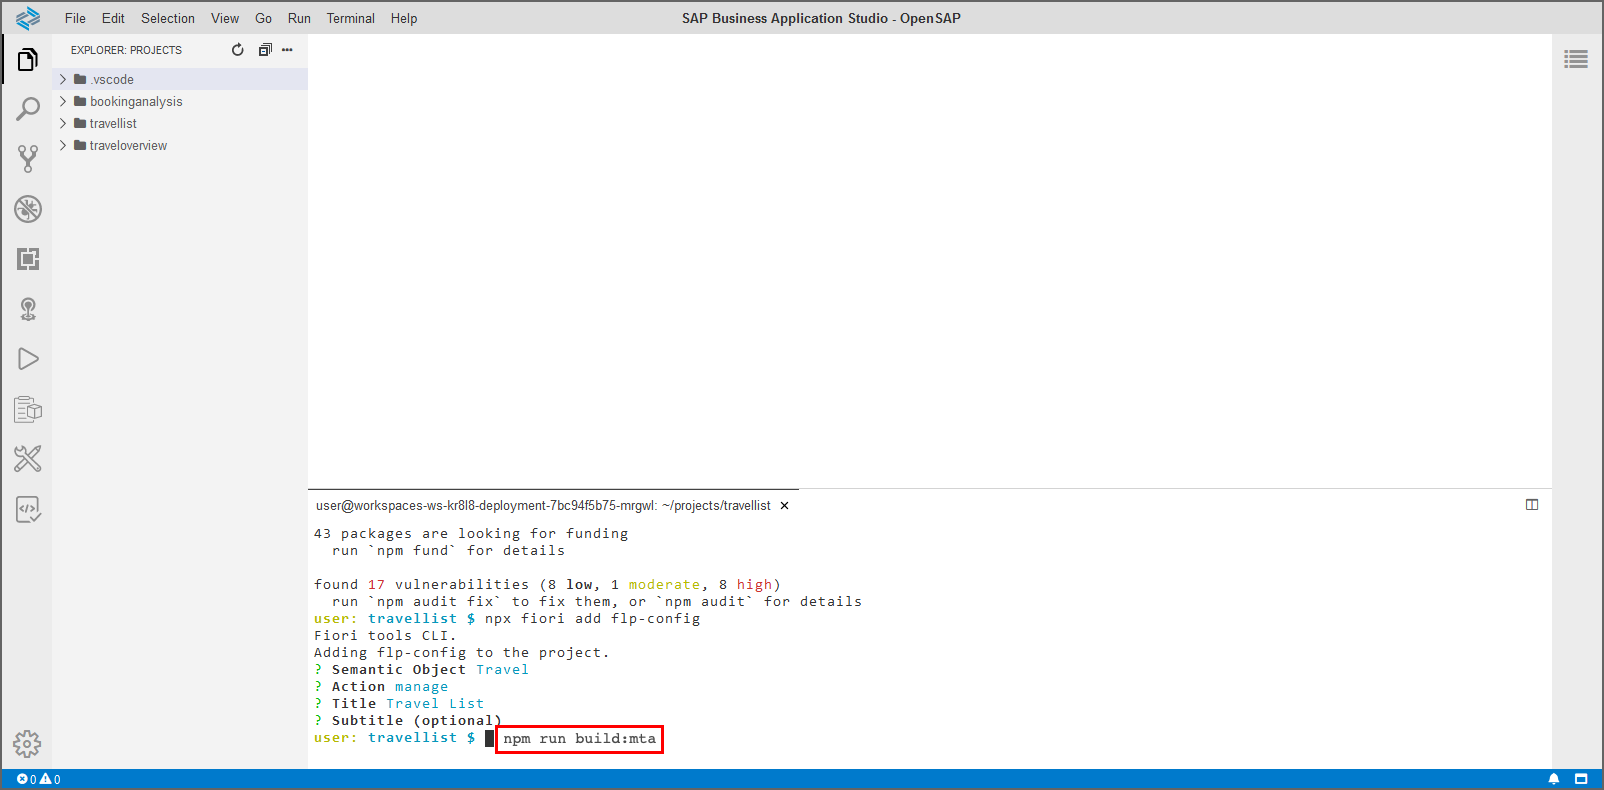 File Edit Selection View Go Run Terminal Help
SAP Business Application Studio - OpenSAP
EXPLORER: PROJECTS
.vscode
bookinganalysis
travellist
traveloverview
user@workspaces-ws-kr8l8-deployment-7bc94f5b75-mrgwl: ~/projects/travellist
43 packages are looking for funding
run `npm fund` for details
found 17 vulnerabilities (8 low, 1 moderate, 8 high)
run `npm audit fix` to fix them, or `npm audit` for details
user: travellist $ npx fiori add flp-config
Fiori tools CLI.
Adding flp-config to the project.
? Semantic Object Travel
? Action manage
? Title Travel List
? Subtitle (optional)
user: travellist $ npm run build:mta
0 0